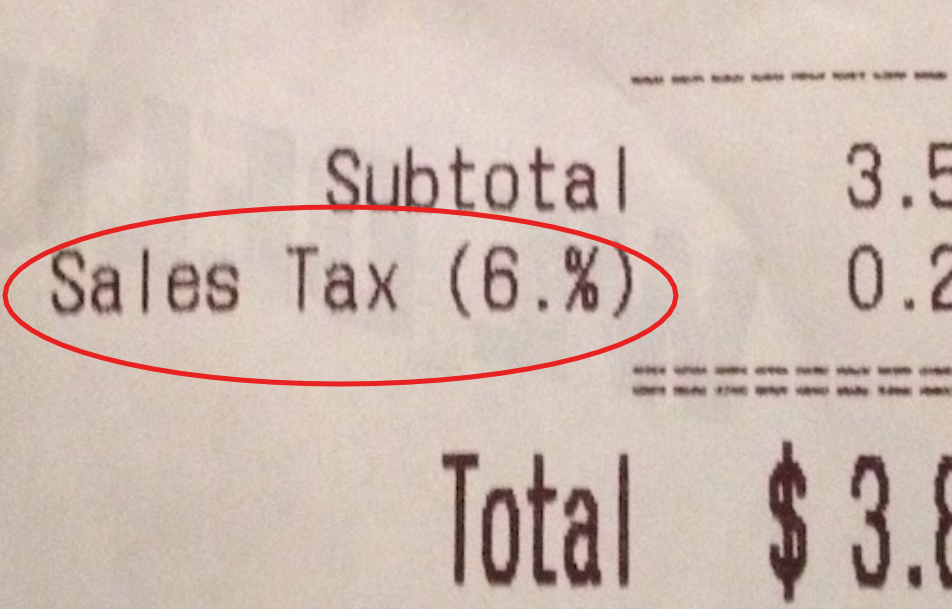 Subtotal 3.5
Sales Tax (6.%) 0.2
Total $3.8